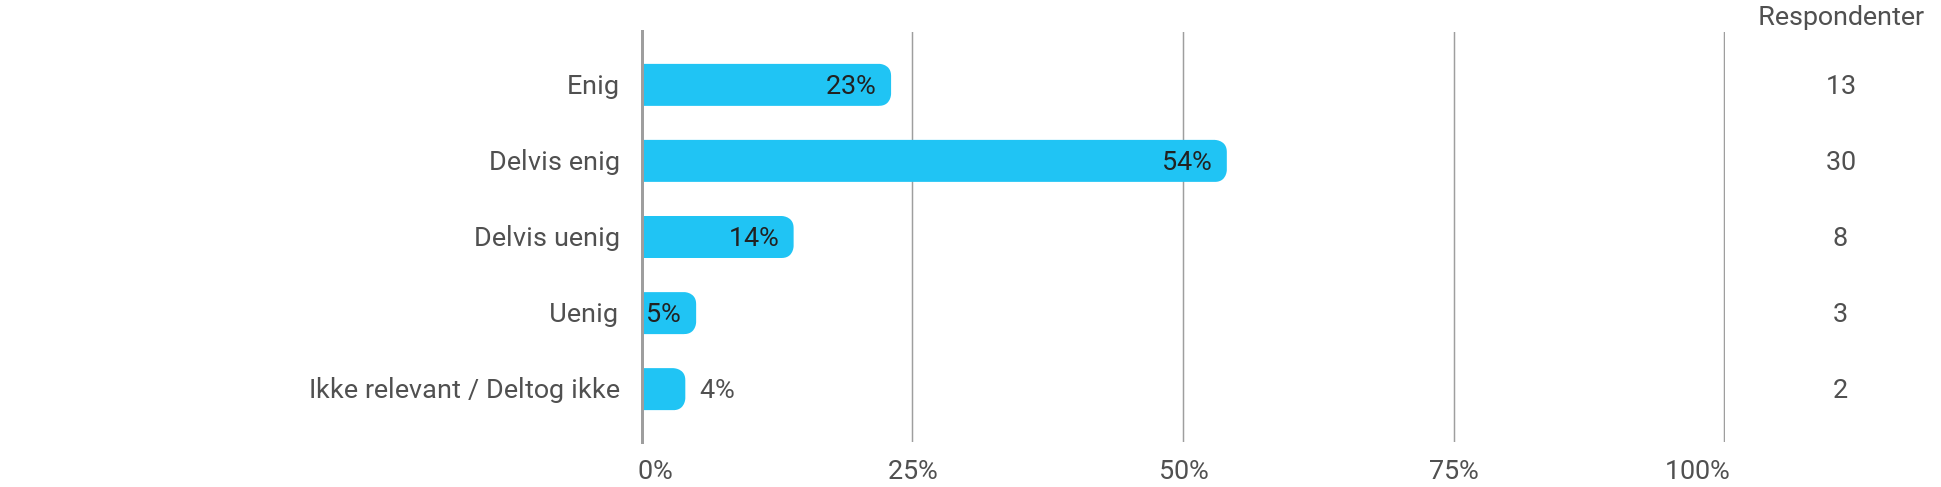 Respondenter
Enig 23% 13
Delvis enig 54% 30
Delvis uenig 14% 8
Uenig 5% 3
Ikke relevant / Deltog ikke 4% 2
0% 25% 50% 75% 100%